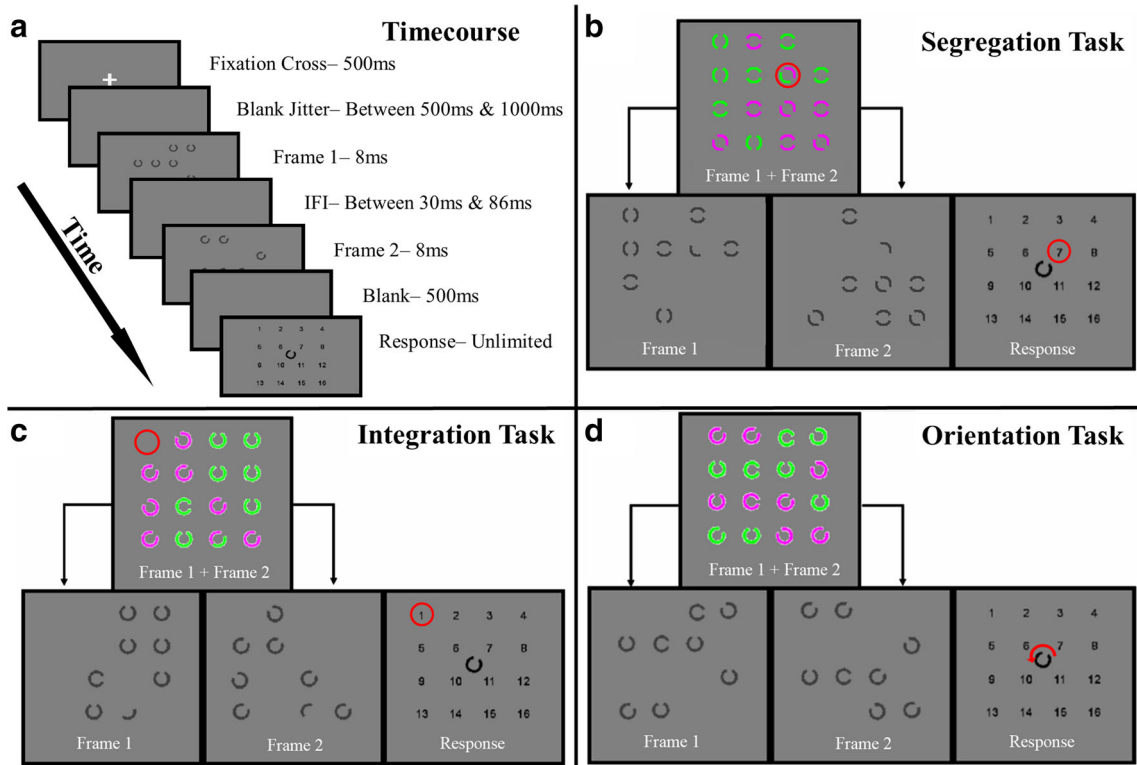 a
Timecourse
Fixation Cross– 500ms
Blank Jitter– Between 500ms & 1000ms
Frame 1– 8ms
IFI– Between 30ms & 86ms
Frame 2– 8ms
Blank– 500ms
Response– Unlimited
Time
1 2 3 4
5 6 7 8
9 10 11 12
13 14 15 16
b
Segregation Task
Frame 1 + Frame 2
1 2 3 4
5 6 7 8
9 10 11 12
13 14 15 16
Frame 1
Frame 2
Response
c
Integration Task
Frame 1 + Frame 2
1 2 3 4
5 6 7 8
9 10 11 12
13 14 15 16
Frame 1
Frame 2
Response
d
Orientation Task
Frame 1 + Frame 2
1 2 3 4
5 6 7 8
9 10 11 12
13 14 15 16
Frame 1
Frame 2
Response